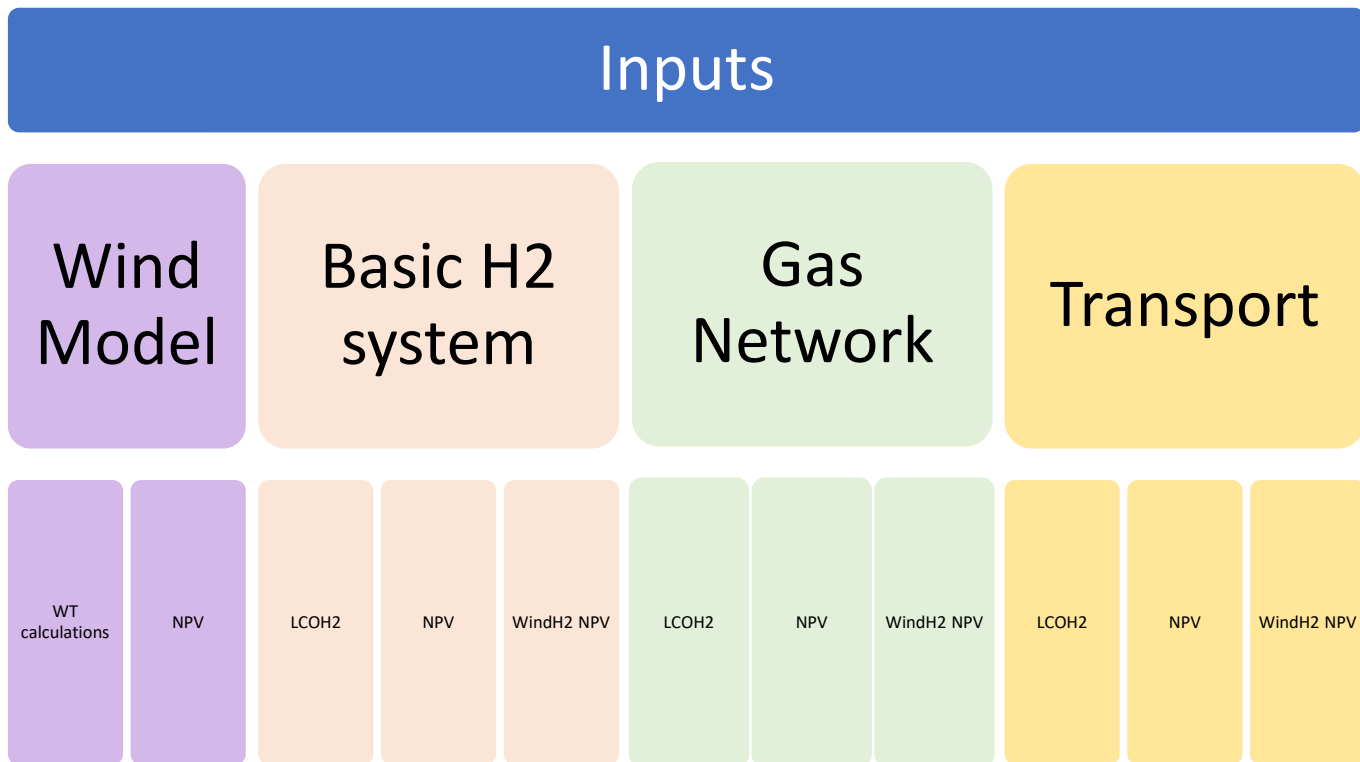 Inputs
Wind
Model
Basic H2
system
Gas
Network
Transport
WT
calculations
NPV
LCOH2
NPV
WindH2 NPV
LCOH2
NPV
WindH2 NPV
LCOH2
NPV
WindH2 NPV